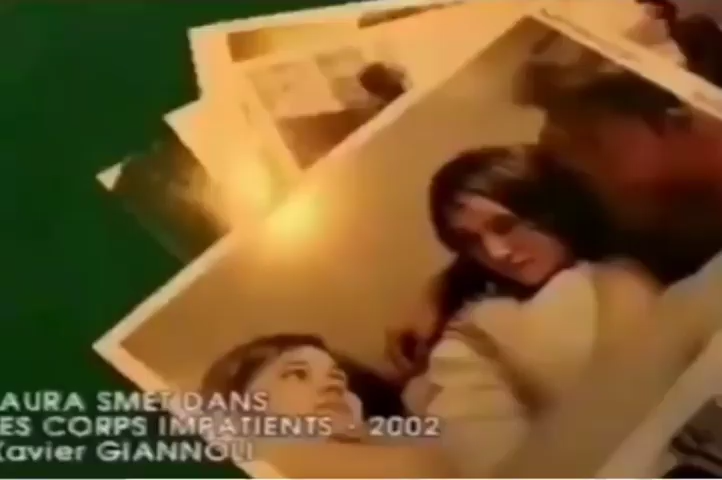 AURA SMET DANS
ES CORPS IMPATIENTS - 2002
Xavier GIANNOLI